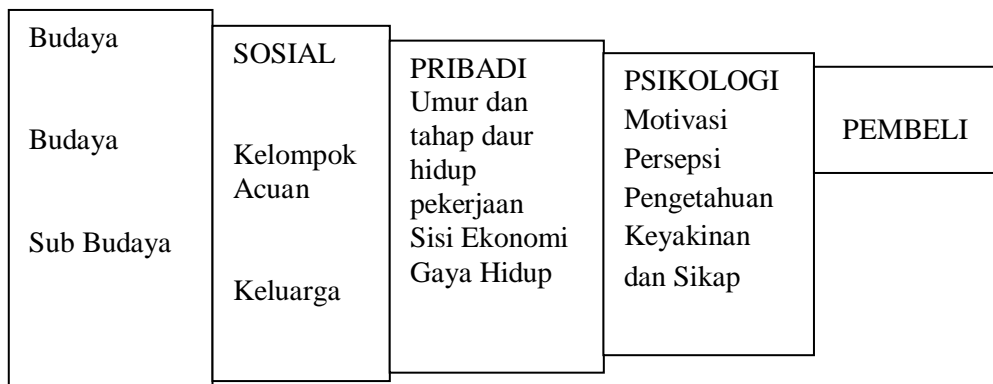 Budaya
Budaya
Sub Budaya
SOSIAL
Kelompok
Acuan
Keluarga
PRIBADI
Umur dan
tahap daur
hidup
pekerjaan
Sisi Ekonomi
Gaya Hidup
PSIKOLOGI
Motivasi
Persepsi
Pengetahuan
Keyakinan
dan Sikap
PEMBELI